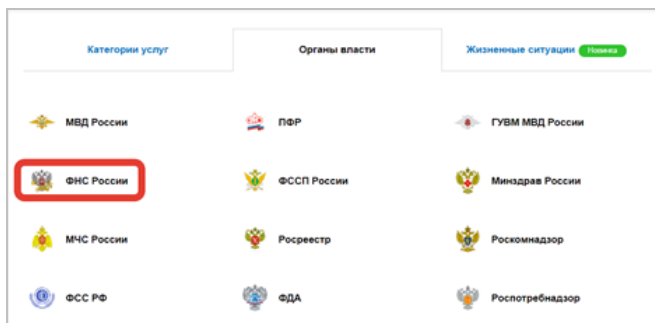 Категории услуг
Органы власти
Жизненные ситуации Новинка
МВД России
ПФР
ГУВМ МВД России
ФНС России
ФССП России
Минздрав России
МЧС России
Росреестр
Роскомнадзор
ФСС РФ
ФДА
Роспотребнадзор